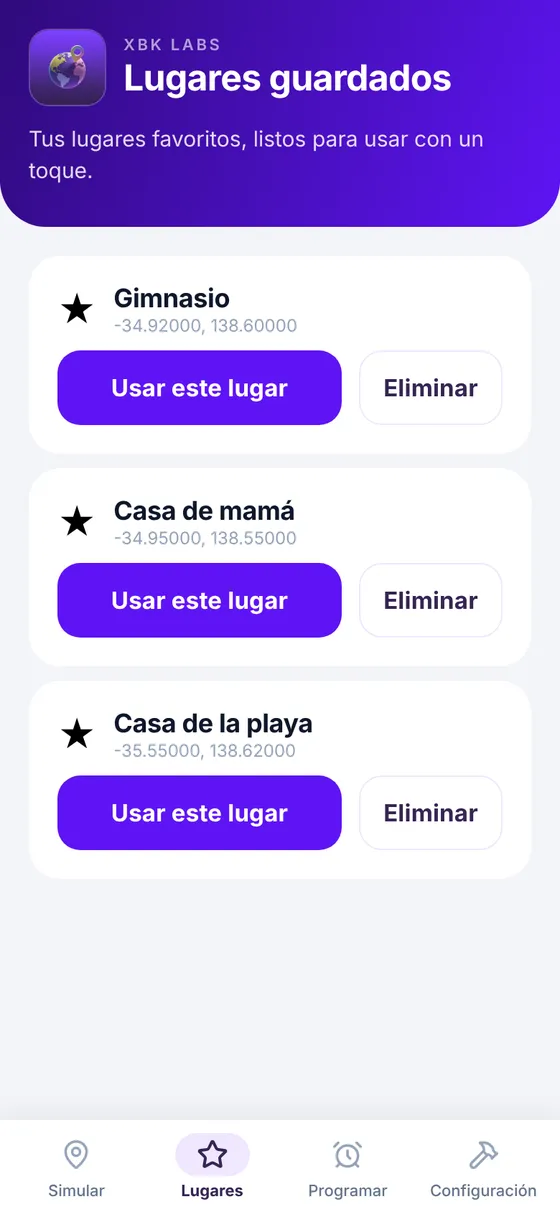 XBK LABS
Lugares guardados
Tus lugares favoritos, listos para usar con un
toque.
Gimnasio
-34.92000, 138.60000
Usar este lugar
Eliminar
Casa de mamá
-34.95000, 138.55000
Usar este lugar
Eliminar
Casa de la playa
-35.55000, 138.62000
Usar este lugar
Eliminar
Simular
Lugares
Programar
Configuración